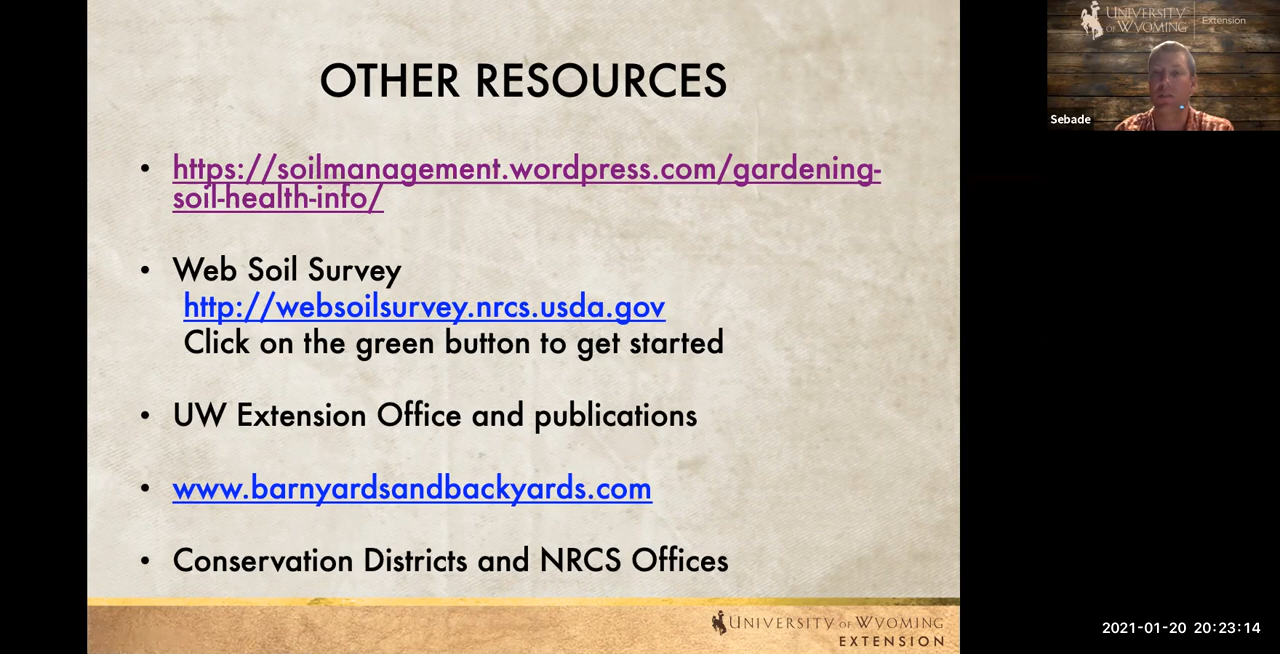 OTHER RESOURCES
• https://soilmanagement.wordpress.com/gardening-
soil-health-info/
• Web Soil Survey
http://websoilsurvey.nrcs.usda.gov
Click on the green button to get started
• UW Extension Office and publications
• www.barnyardsandbackyards.com
• Conservation Districts and NRCS Offices
UNIVERSITY OF WYOMING
EXTENSION
UNIVERSITY
OF WYOMING
Extension
Sebade
2021-01-20 20:23:14